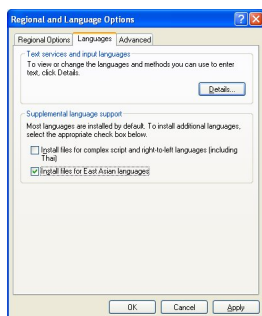 Regional and Language Options
Regional Options Languages Advanced
Text services and input languages
To view or change the languages and methods you can use to enter
text, click Details.
Details...
Supplemental language support
Most languages are installed by default. To install additional languages,
select the appropriate check box below.
Install files for complex script and right-to-left languages (including
Thai)
Install files for East Asian languages
OK Cancel Apply